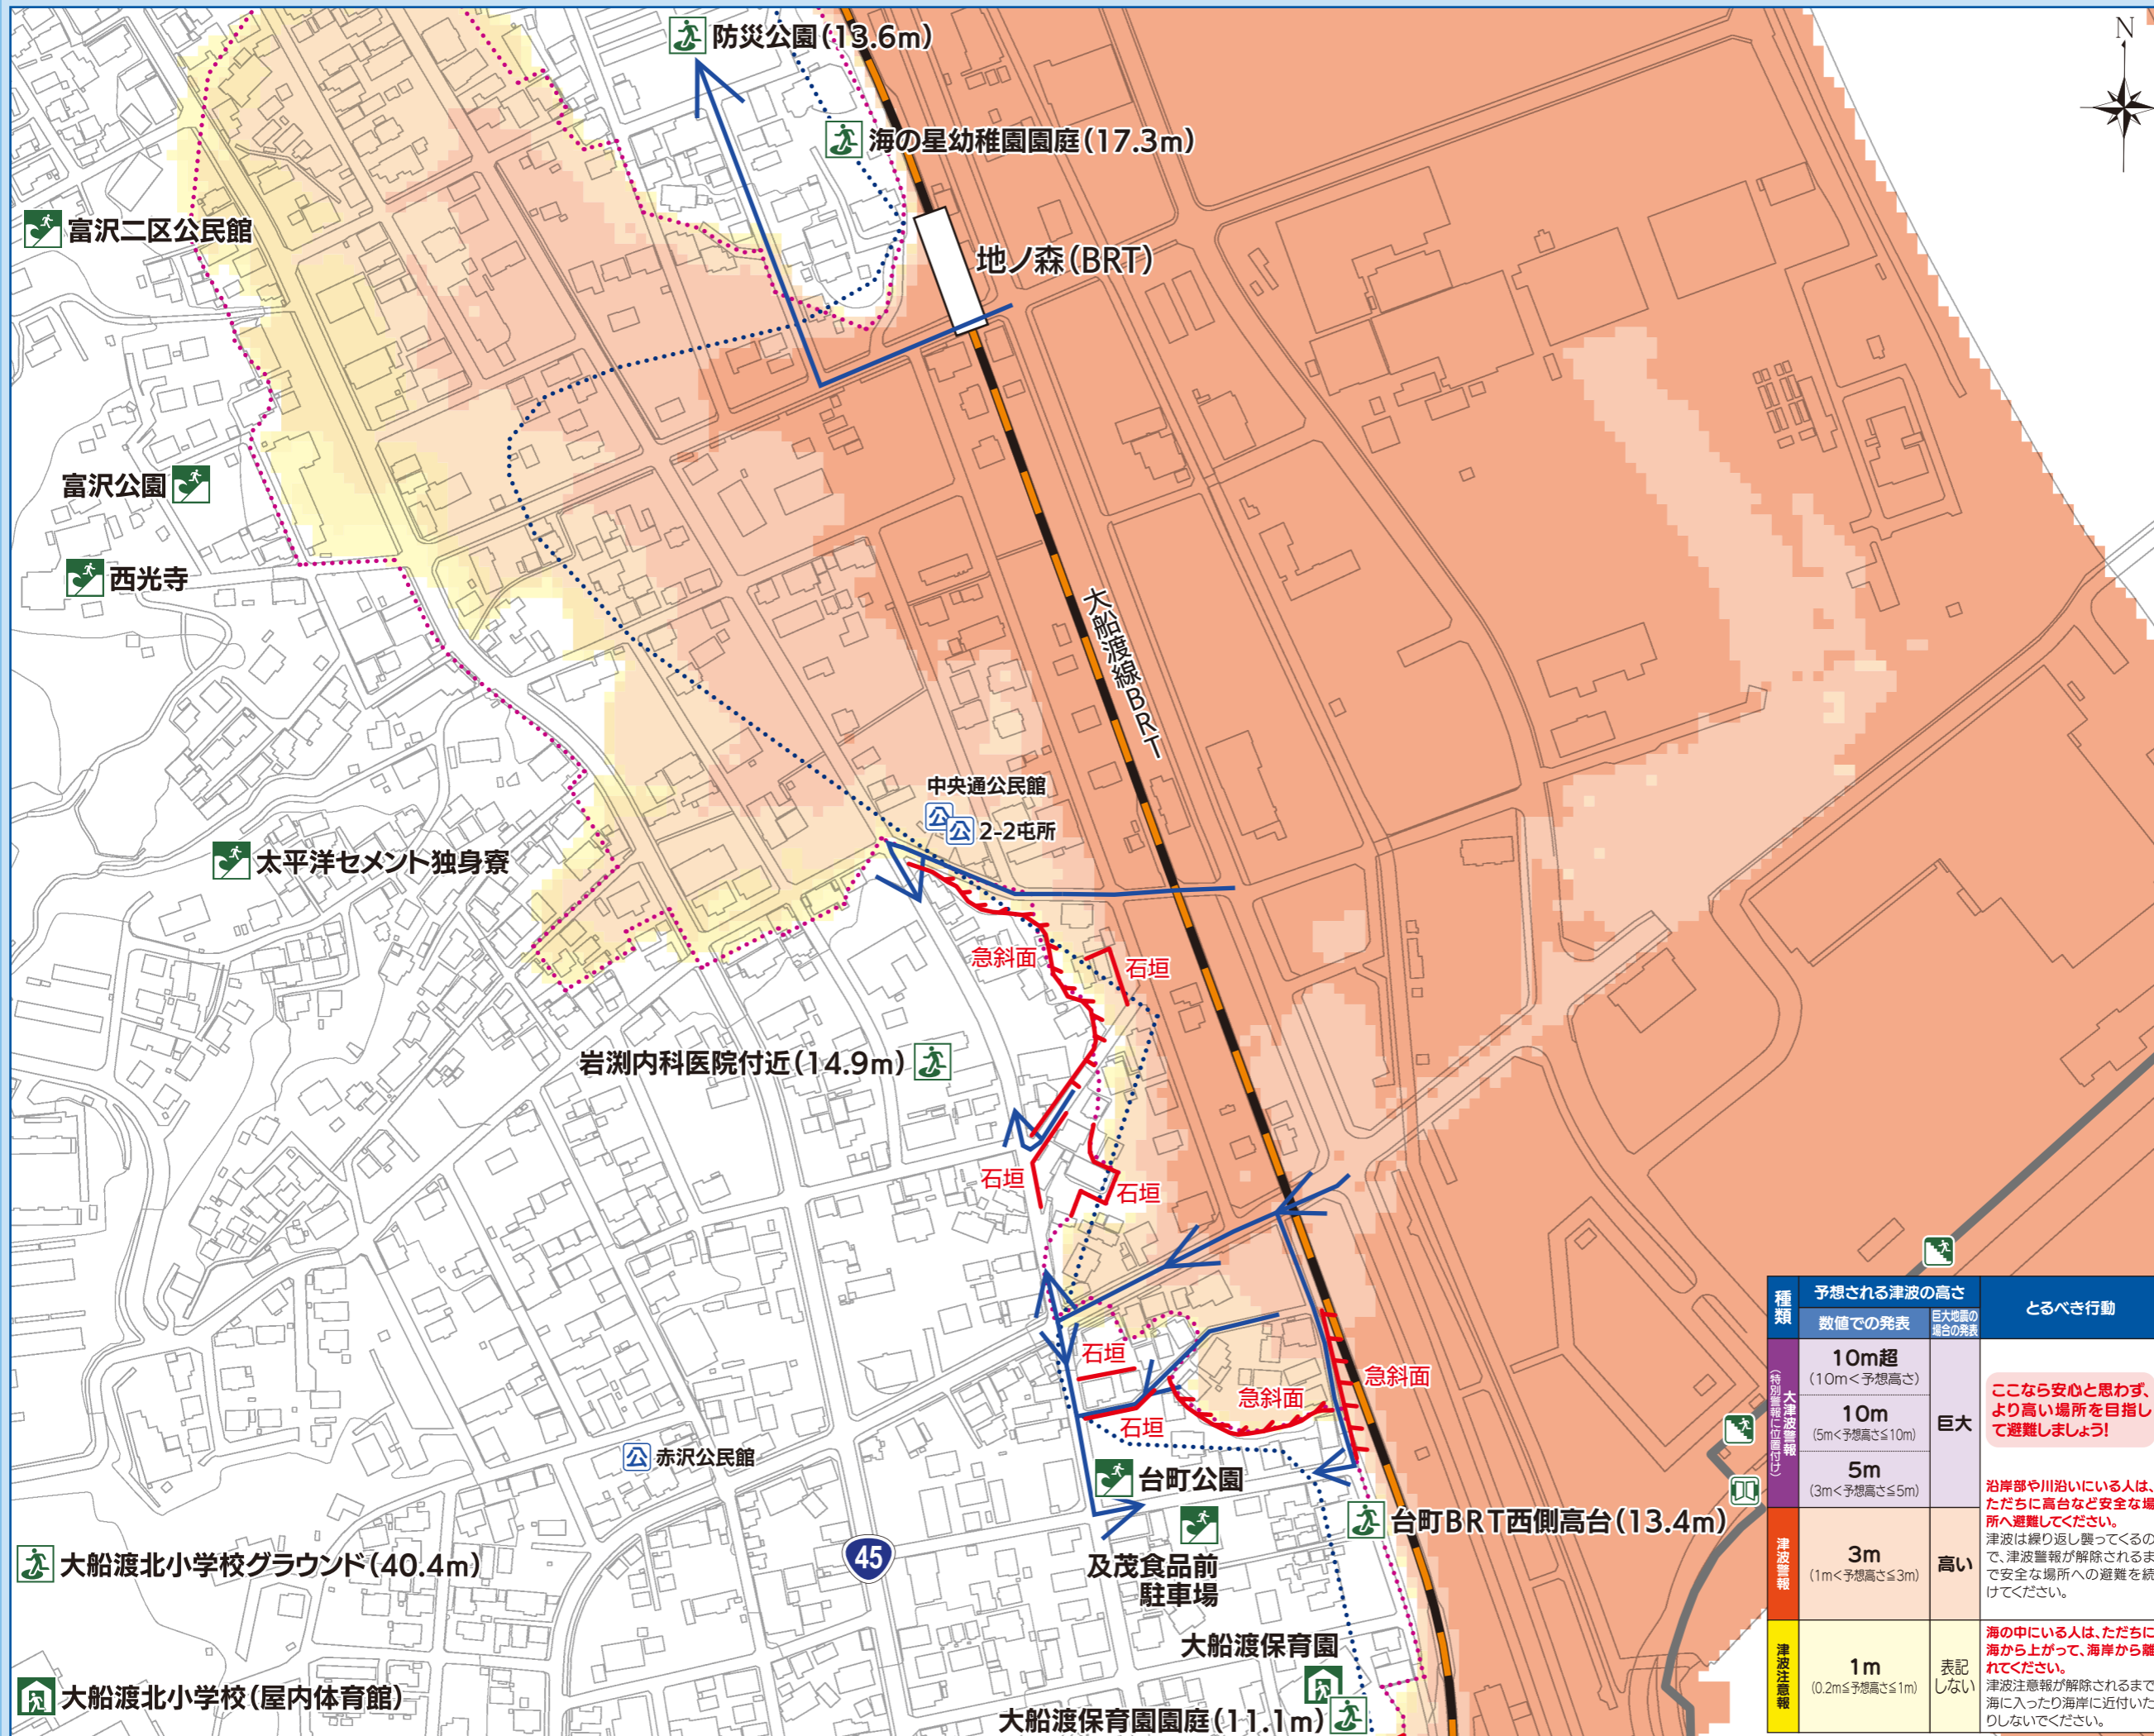 防災公園(13.6m)
N
海の星幼稚園園庭(17.3m)
富沢二区公民館
地ノ森(BRT)
富沢公園
西光寺
大船渡線BRT
中央通公民館
公
公 2-2屯所
太平洋セメント独身寮
急斜面
石垣
岩渕内科医院付近(14.9m)
石垣
石垣
石垣
急斜面
急斜面
石垣
公 赤沢公民館
台町公園
台町BRT西側高台(13.4m)
45
大船渡北小学校グラウンド(40.4m)
及茂食品前
駐車場
大船渡保育園
大船渡北小学校(屋内体育館)
大船渡保育園園庭(11.1m)
種類
予想される津波の高さ
とるべき行動
数値での発表
巨大地震の
場合の発表
大津波警報
(特別警報に位置付け)
10m超
(10m<予想高さ)
10m
(5m<予想高さ≦10m)
5m
(3m<予想高さ≦5m)
巨大
ここなら安心と思わず、
より高い場所を目指し
て避難しましょう!
沿岸部や川沿いにいる人は、
ただちに高台など安全な場
所へ避難してください。
津波は繰り返し襲ってくるの
で、津波警報が解除されるま
で安全な場所への避難を続
けてください。
津波警報
3m
(1m<予想高さ≦3m)
高い
津波注意報
1m
(0.2m≦予想高さ≦1m)
表記
しない
海の中にいる人は、ただちに
海から上がって、海岸から離
れてください。
津波注意報が解除されるまで
海に入ったり海岸に近付いた
りしないでください。